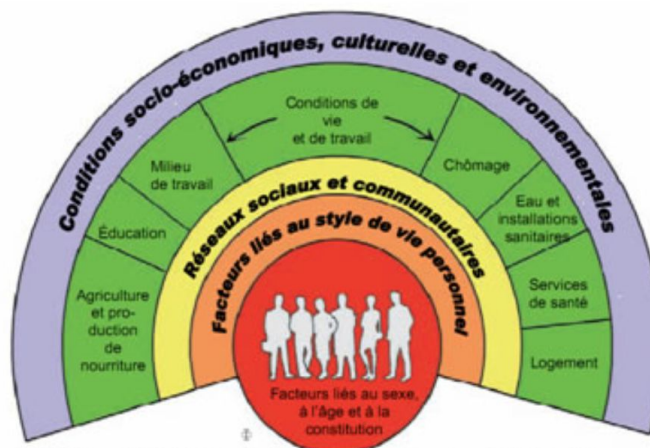 Conditions socio-économiques, culturelles et environnementales
Conditions de
vie
et de travail
Milieu
de travail
Chômage
Éducation
Eau et
installations
sanitaires
Agriculture
et pro-
duction
de
nourriture
Services
de santé
Logement
Réseaux sociaux et communautaires
Facteurs liés au style de vie personnel
Facteurs liés au sexe,
à l'âge et à la
constitution